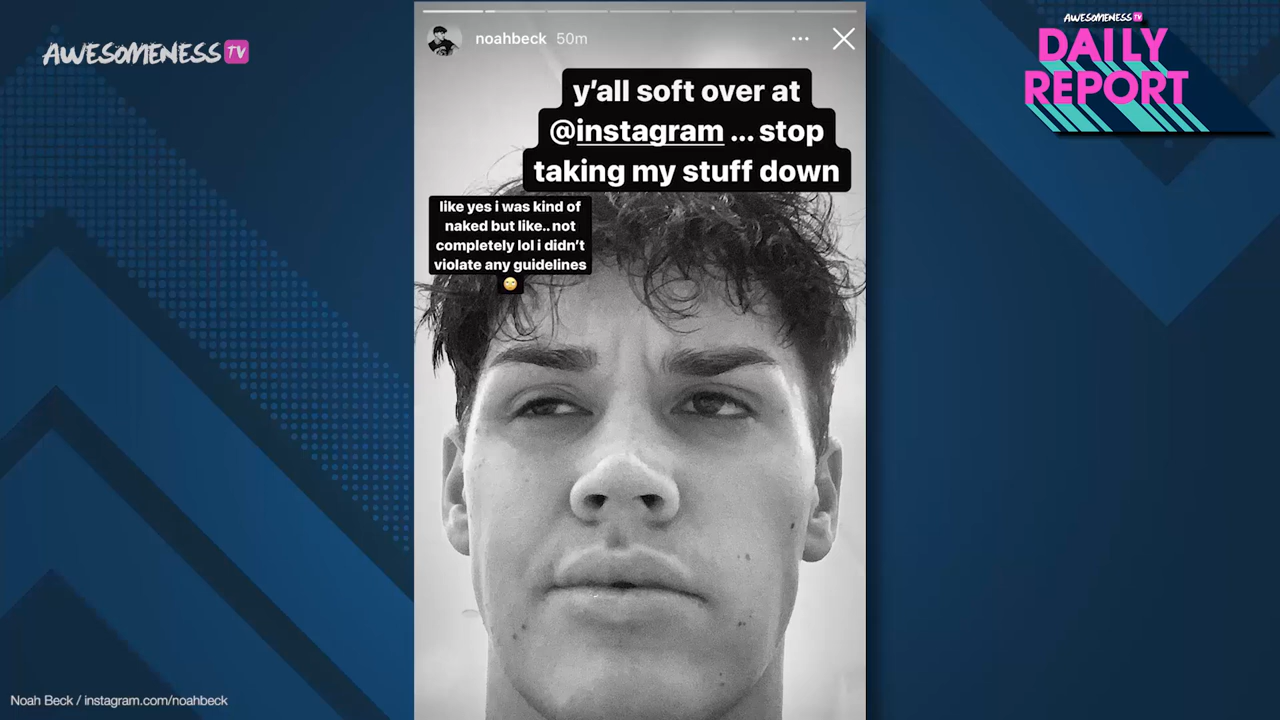 AWESOMENESS TV
noahbeck 50m
AWESOMENESS TV
DAILY
REPORT
y’all soft over at
@instagram ... stop
taking my stuff down
like yes i was kind of
naked but like.. not
completely lol i didn’t
violate any guidelines
🙄
Noah Beck / instagram.com/noahbeck